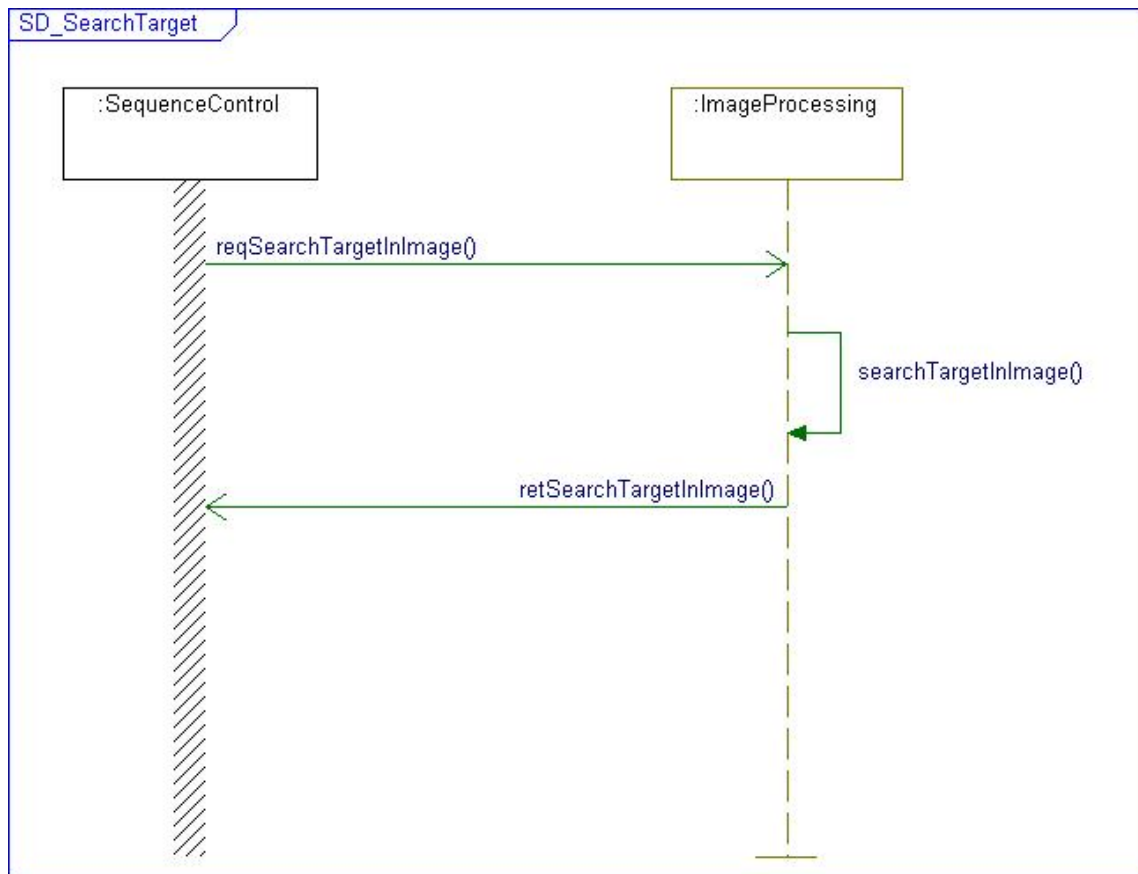 SD_SearchTarget
:SequenceControl
:ImageProcessing
reqSearchTargetInImage()
searchTargetInImage()
retSearchTargetInImage()